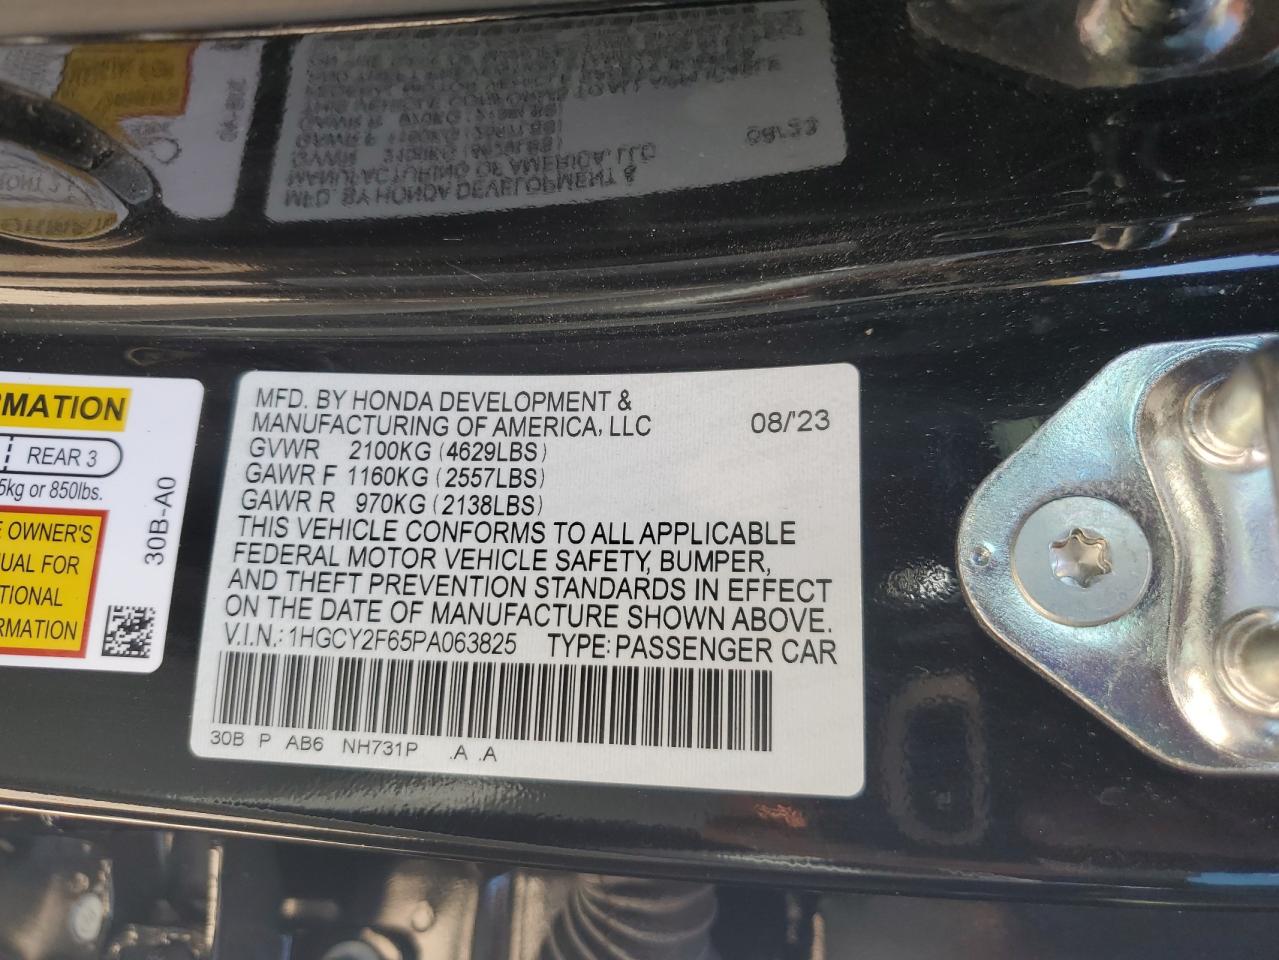 MFD. BY HONDA DEVELOPMENT &
MANUFACTURING OF AMERICA, LLC 08/'23
GVWR 2100KG (4629LBS)
GAWR F 1160KG (2557LBS)
GAWR R 970KG (2138LBS)
THIS VEHICLE CONFORMS TO ALL APPLICABLE
FEDERAL MOTOR VEHICLE SAFETY, BUMPER,
AND THEFT PREVENTION STANDARDS IN EFFECT
ON THE DATE OF MANUFACTURE SHOWN ABOVE.
V.I.N.: 1HGCY2F65PA063825 TYPE: PASSENGER CAR
30B P AB6 NH731P .A .A
RMATION
REAR 3
5kg or 850lbs.
E OWNER'S
UAL FOR
TIONAL
RMATION
30B-A0